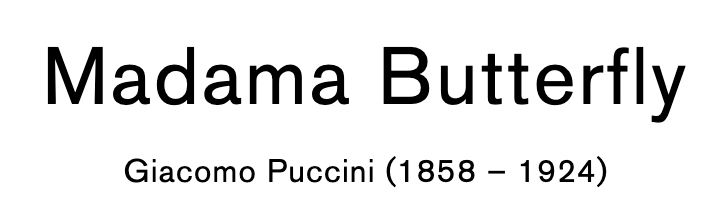 Madama Butterfly
Giacomo Puccini (1858 – 1924)